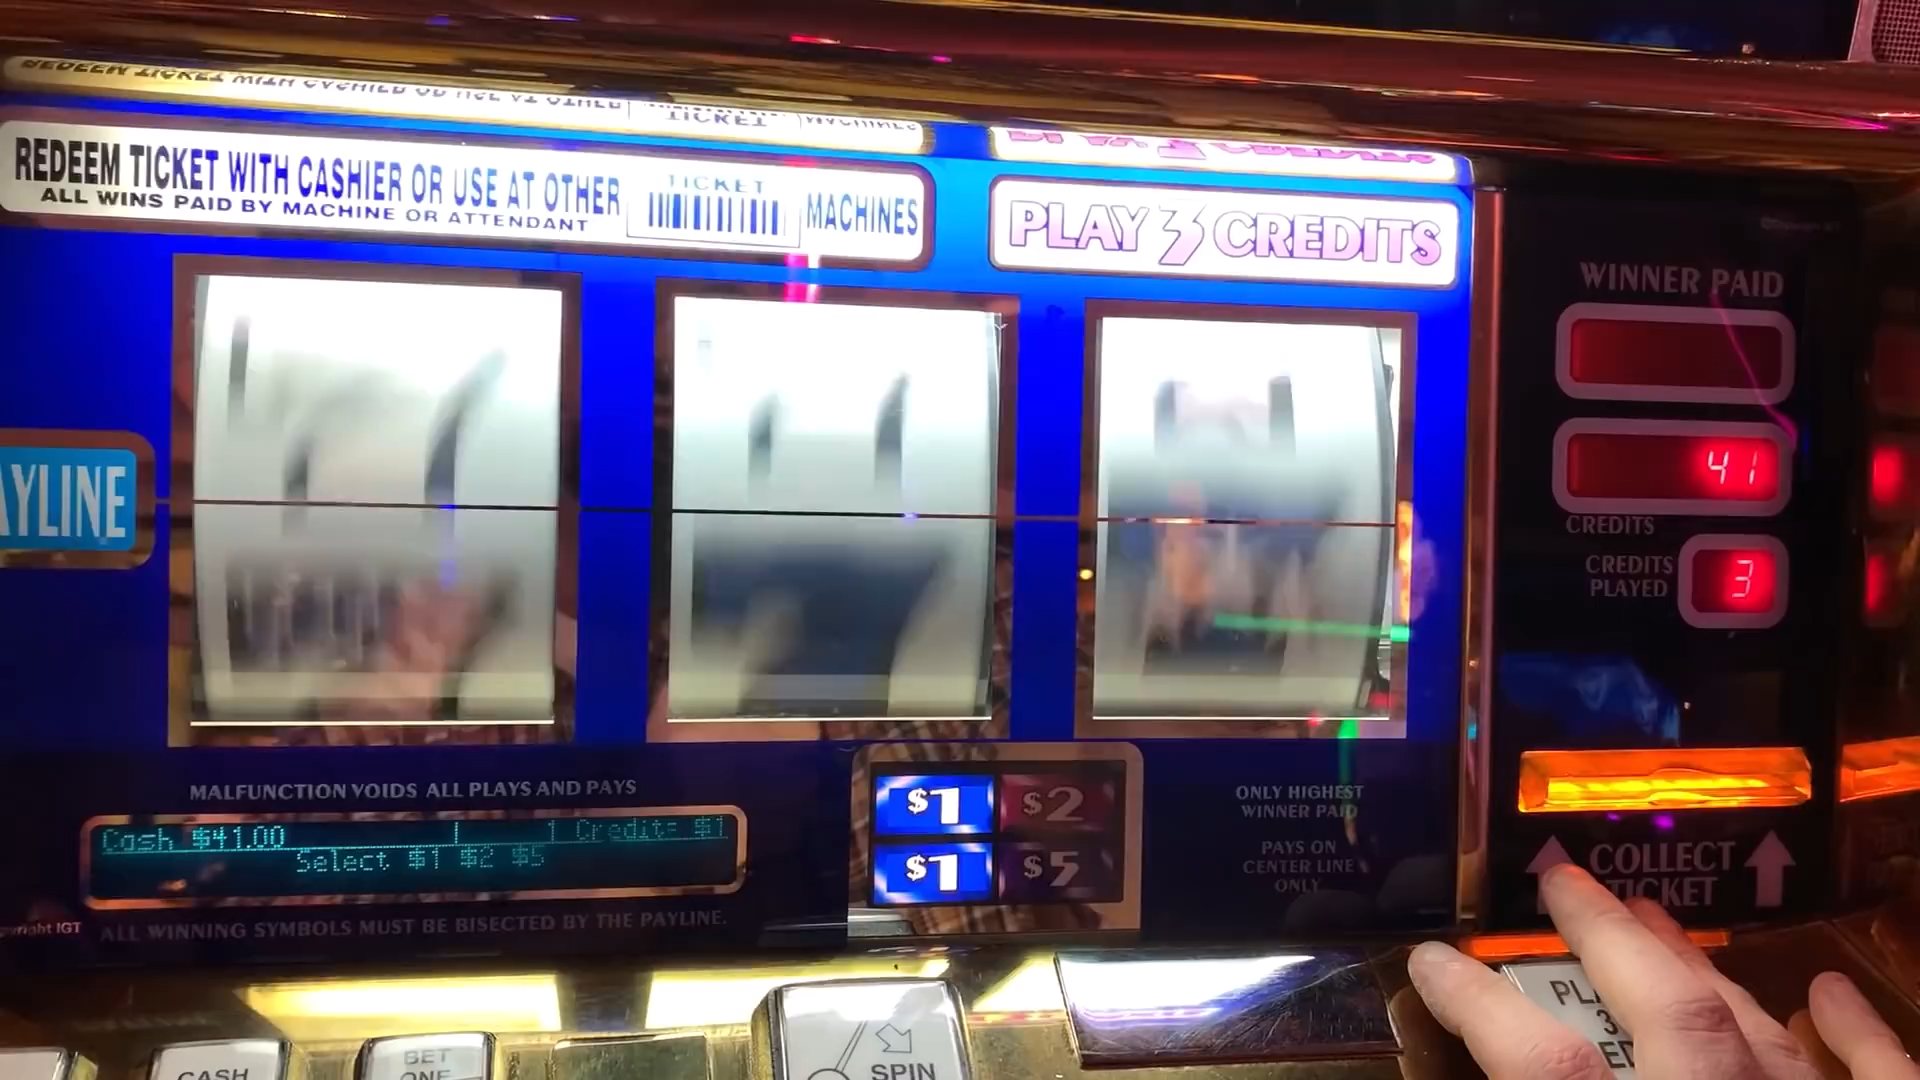 REDEEM TICKET WITH CASHIER OR USE AT OTHER MACHINES
TICKET
ALL WINS PAID BY MACHINE OR ATTENDANT
PLAY 3 CREDITS
WINNER PAID
41
CREDITS
CREDITS PLAYED
3
AYLINE
MALFUNCTION VOIDS ALL PLAYS AND PAYS
Cash $41.00 1 Credit= $1
Select $1 $2 $5
$1 $2
$1 $5
ONLY HIGHEST
WINNER PAID
PAYS ON
CENTER LINE
ONLY
COLLECT
TICKET
IGT
ALL WINNING SYMBOLS MUST BE BISECTED BY THE PAYLINE.
CASH
BET
ONE
SPIN
PL
3
ED